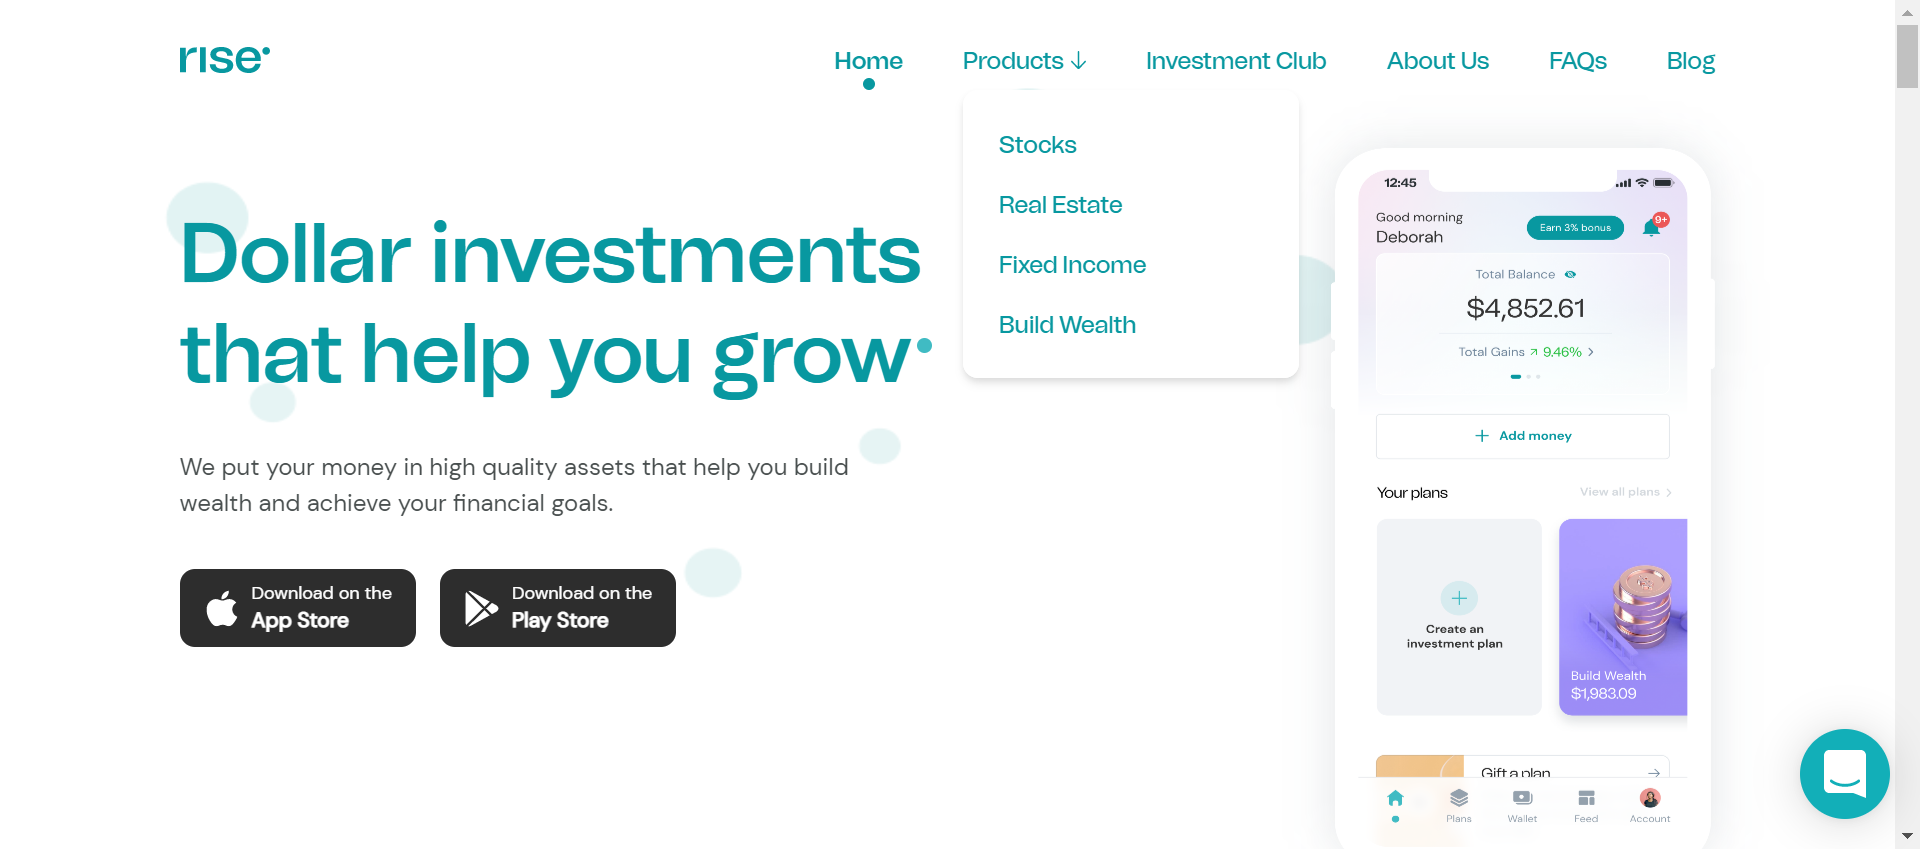 rise
Home
Products ↓
Investment Club
About Us
FAQs
Blog
Stocks
Real Estate
Fixed Income
Build Wealth
Dollar investments
that help you grow
We put your money in high quality assets that help you build
wealth and achieve your financial goals.
Download on the
App Store
Download on the
Play Store
12:45
Good morning
Deborah
Earn 3% bonus
9+
Total Balance
$4,852.61
Total Gains 9.46%
Add money
Your plans
View all plans
Create an
investment plan
Build Wealth
$1,983.09
Gift a plan
Plans
Wallet
Feed
Account